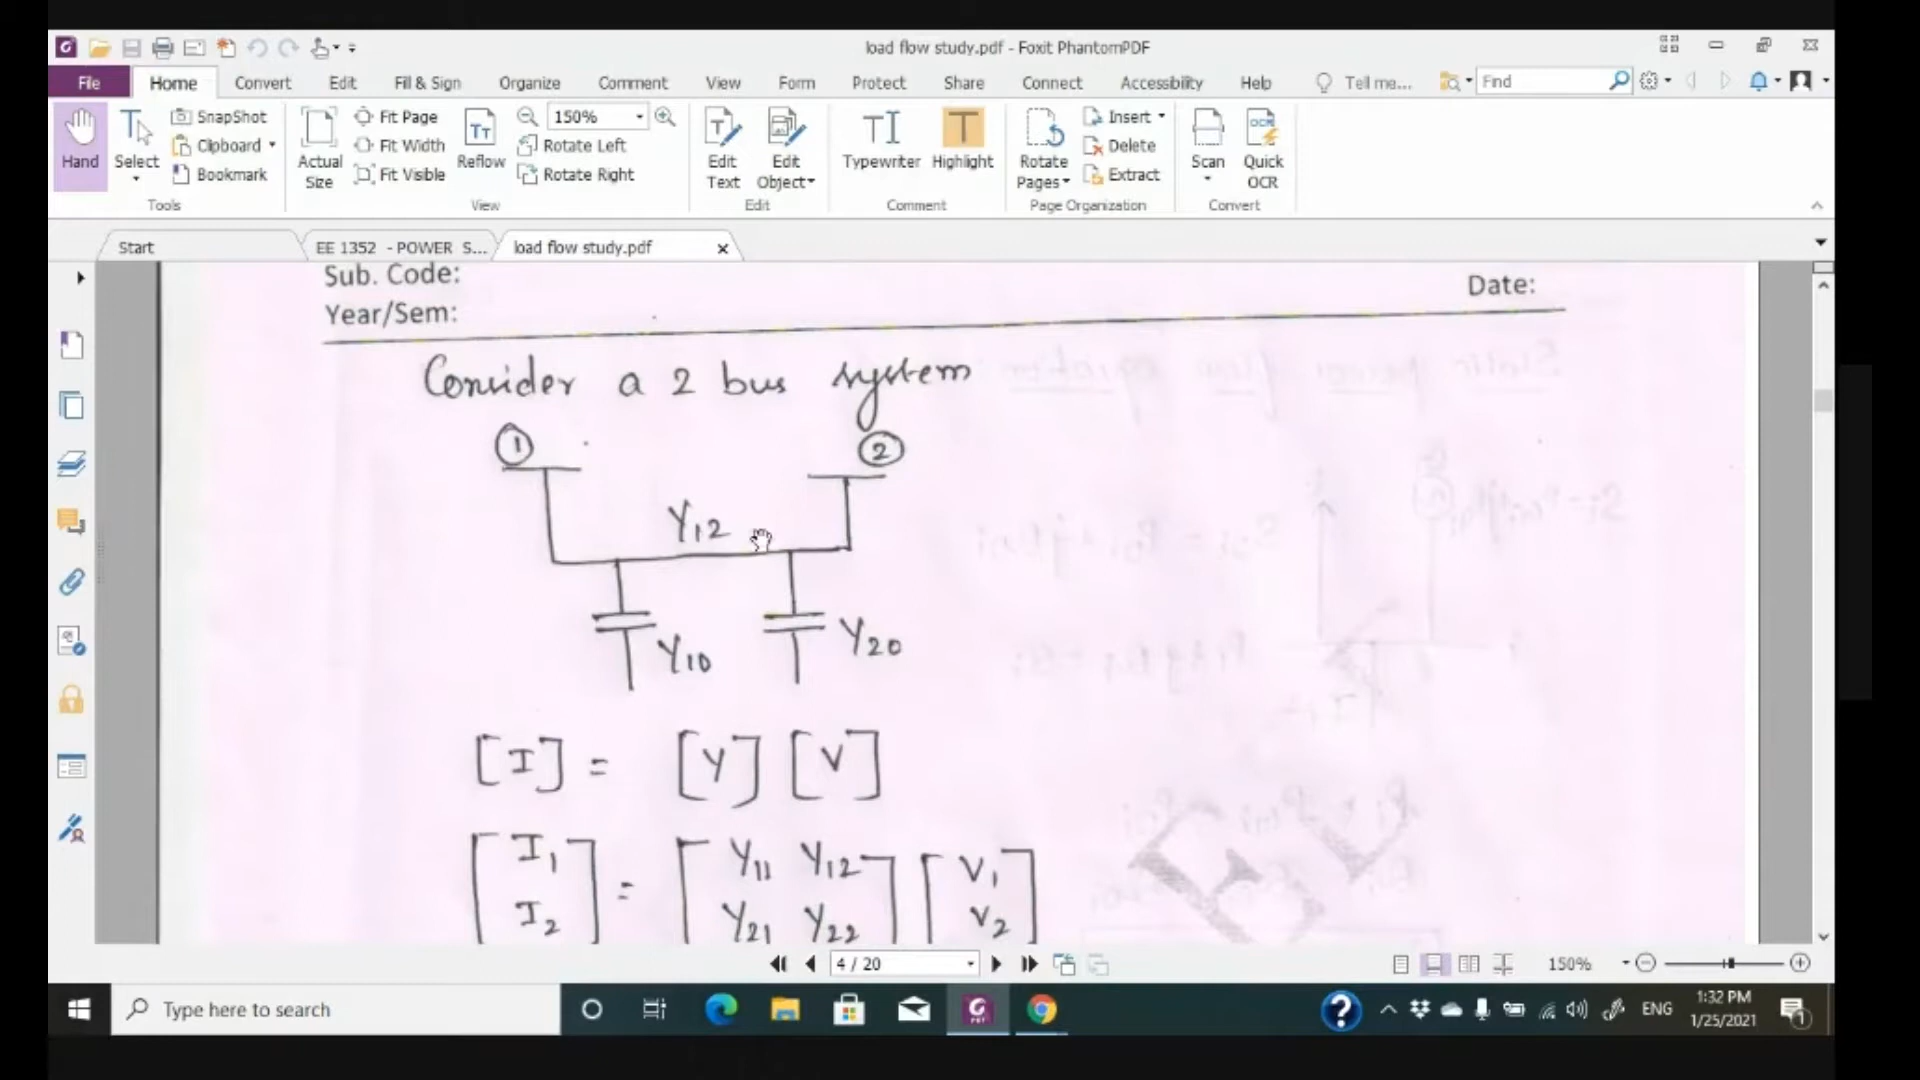 load flow study.pdf - Foxit PhantomPDF
File Home Convert Edit Fill & Sign Organize Comment View Form Protect Share Connect Accessibility Help Tell me... Find
Hand
Select
SnapShot
Clipboard
Bookmark
Tools
Actual Size
Fit Page
Fit Width
Fit Visible
Reflow
150%
Rotate Left
Rotate Right
View
Edit Text
Edit Object
Edit
Typewriter
Highlight
Comment
Rotate Pages
Insert
Delete
Extract
Page Organization
Scan
Quick OCR
Convert
Start
EE 1352 - POWER S...
load flow study.pdf
Sub. Code:
Date:
Year/Sem:
Consider a 2 bus system
1 2
Y12
Y10 Y20
[I] = [Y] [V]
I1 Y11 Y12 V1
=
I2 Y21 Y22 V2
4 / 20
150%
Type here to search
ENG
1:32 PM
1/25/2021